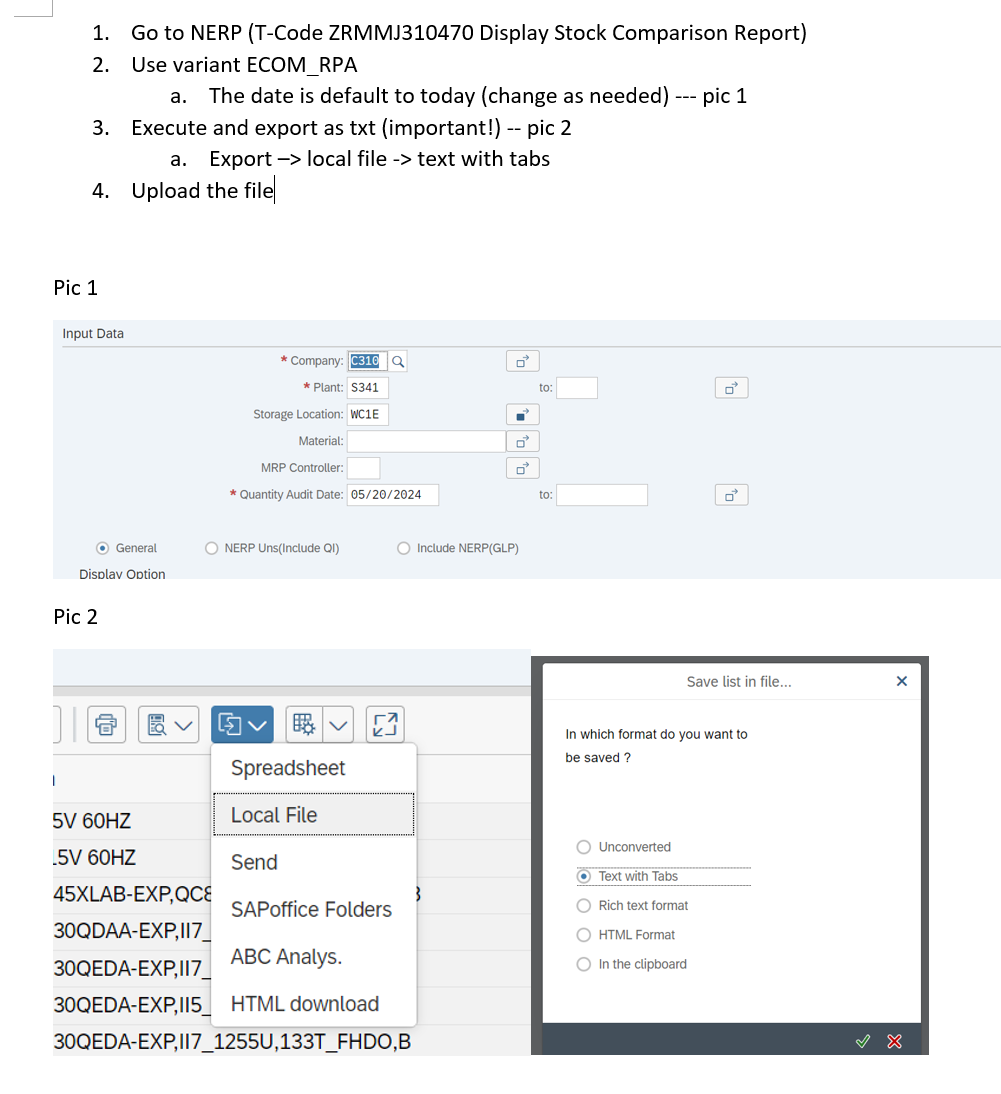 1. Go to NERP (T-Code ZRMMJ310470 Display Stock Comparison Report)
2. Use variant ECOM_RPA
a. The date is default to today (change as needed) --- pic 1
3. Execute and export as txt (important!) -- pic 2
a. Export –> local file -> text with tabs
4. Upload the file
Pic 1
Input Data
* Company: C310
* Plant: S341 to:
Storage Location: WC1E
Material:
MRP Controller:
* Quantity Audit Date: 05/20/2024 to:
General NERP Uns(Include QI) Include NERP(GLP)
Display Option
Pic 2
Spreadsheet
Local File
Send
SAPoffice Folders
ABC Analys.
HTML download
5V 60HZ
5V 60HZ
45XLAB-EXP,QC8
30QDAA-EXP,II7_
30QEDA-EXP,II7_
30QEDA-EXP,II5_
30QEDA-EXP,II7_1255U,133T_FHDO,B
Save list in file...
In which format do you want to
be saved ?
Unconverted
Text with Tabs
Rich text format
HTML Format
In the clipboard